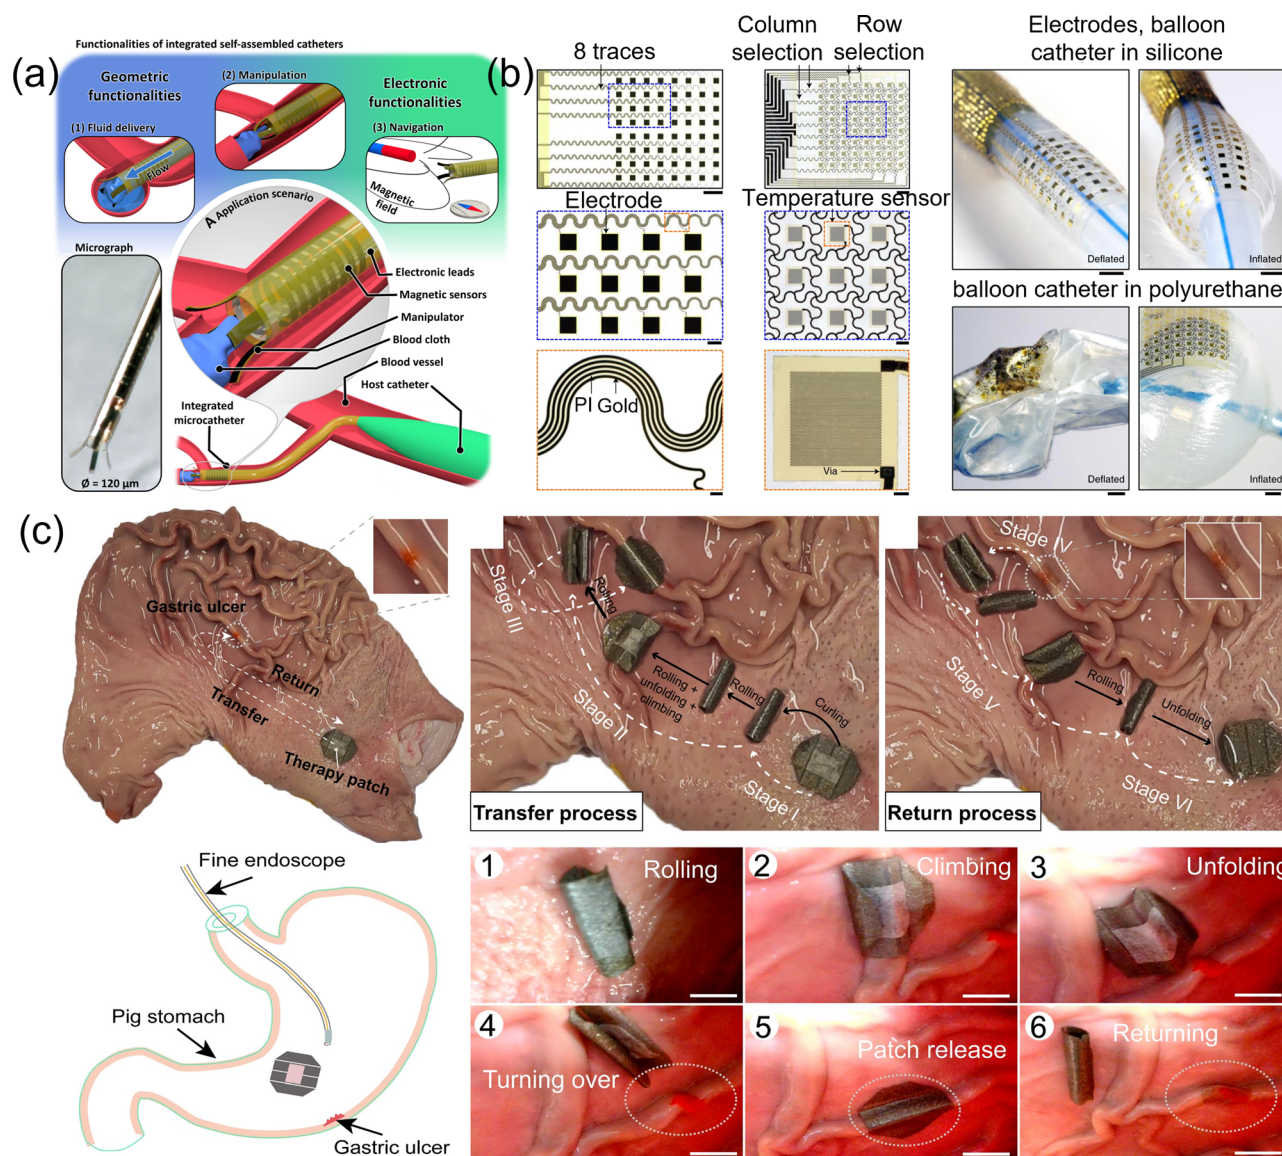 (a)
Functionalities of integrated self-assembled catheters
Geometric
functionalities
(2) Manipulation
Electronic
functionalities
(1) Fluid delivery
Flow
(3) Navigation
Magnetic
field
A Application scenario
Micrograph
Electronic leads
Magnetic sensors
Manipulator
Blood cloth
Blood vessel
Host catheter
Integrated
microcatheter
Ø = 120 µm
(b)
8 traces
Column
selection
Row
selection
Electrodes, balloon
catheter in silicone
Electrode
Temperature sensor
Deflated
Inflated
balloon catheter in polyurethane
PI Gold
Via
Deflated
Inflated
(c)
Gastric ulcer
Return
Transfer
Therapy patch
Stage III
Rolling
Rolling +
unfolding +
climbing
Rolling
Curling
Stage II
Stage I
Transfer process
Stage IV
Rolling
Unfolding
Stage V
Stage VI
Return process
Fine endoscope
Pig stomach
Gastric ulcer
1
Rolling
2
Climbing
3
Unfolding
4
Turning over
5
Patch release
6
Returning